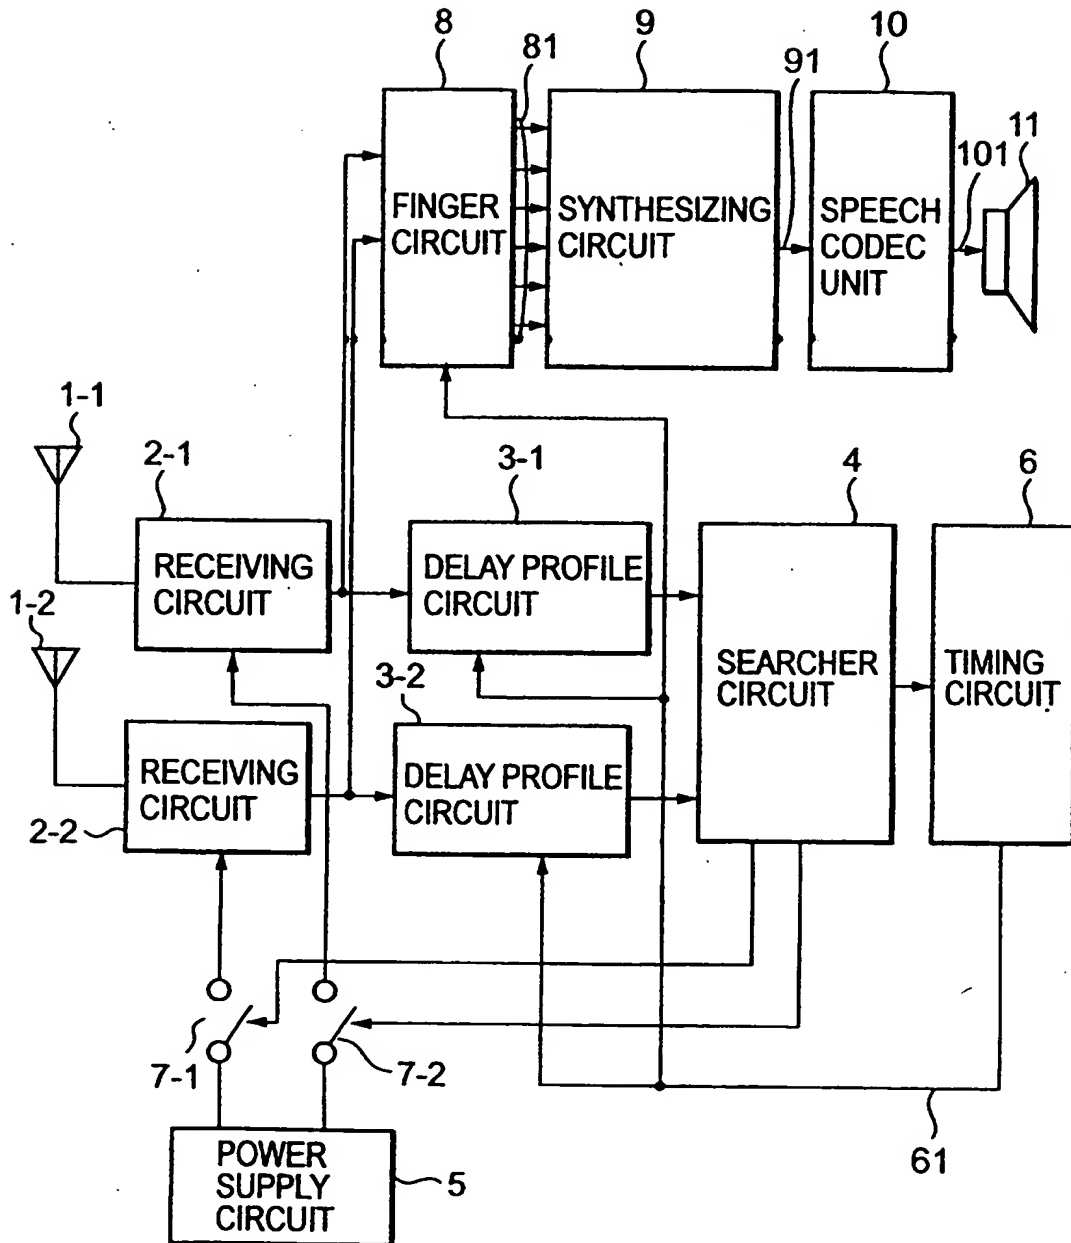 8
81
9
91
10
101
11
FINGER
CIRCUIT
SYNTHESIZING
CIRCUIT
SPEECH
CODEC
UNIT
1-1
2-1
3-1
4
6
RECEIVING
CIRCUIT
DELAY PROFILE
CIRCUIT
1-2
SEARCHER
CIRCUIT
TIMING
CIRCUIT
3-2
RECEIVING
CIRCUIT
DELAY PROFILE
CIRCUIT
2-2
7-1
7-2
61
POWER
SUPPLY
CIRCUIT
5